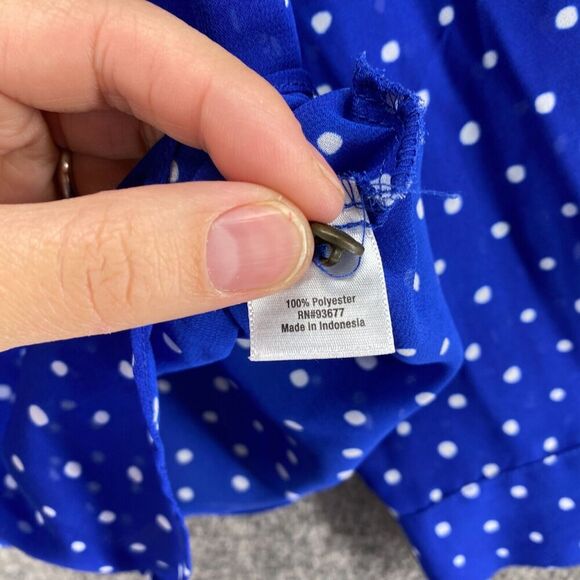 100% Polyester
RN#93677
Made in Indonesia